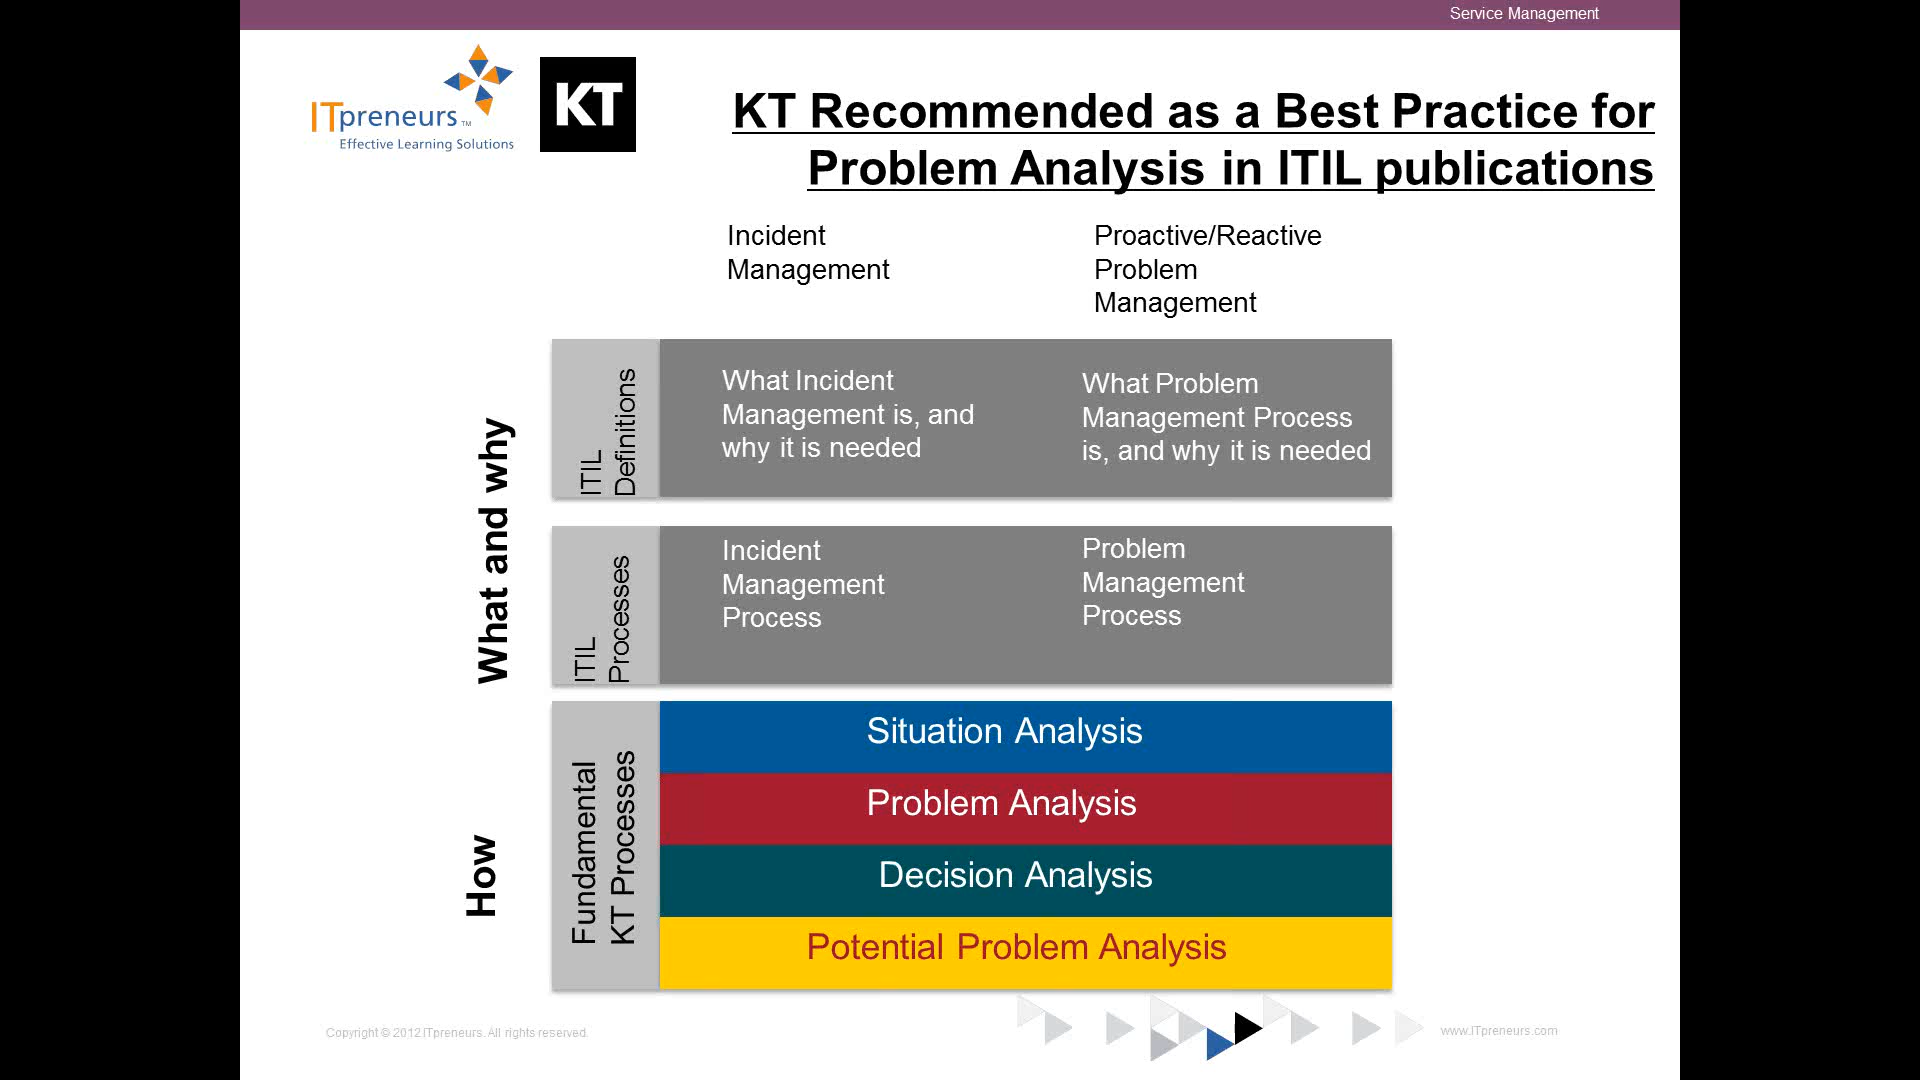 Service Management
ITpreneurs™
Effective Learning Solutions
KT
KT Recommended as a Best Practice for
Problem Analysis in ITIL publications
Incident
Management
Proactive/Reactive
Problem
Management
What and why
ITIL
Definitions
What Incident
Management is, and
why it is needed
What Problem
Management Process
is, and why it is needed
ITIL
Processes
Incident
Management
Process
Problem
Management
Process
How
Fundamental
KT Processes
Situation Analysis
Problem Analysis
Decision Analysis
Potential Problem Analysis
Copyright © 2012 ITpreneurs. All rights reserved.
www.ITpreneurs.com